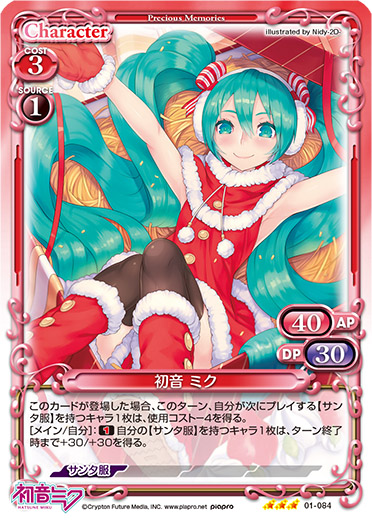 Precious Memories
Character
illustrated by Nidy-2D-
COST
3
SOURCE
1
40 AP
DP 30
初音 ミク
このカードが登場した場合、このターン、自分が次にプレイする【サン
タ服】を持つキャラ1枚は、使用コスト－4を得る。
[メイン/自分]:1 自分の【サンタ服】を持つキャラ1枚は、ターン終了
時まで+30/+30を得る。
サンタ服
初音ミク
HATSUNE MIKU
©Crypton Future Media, INC. www.piapro.net piapro
01-084